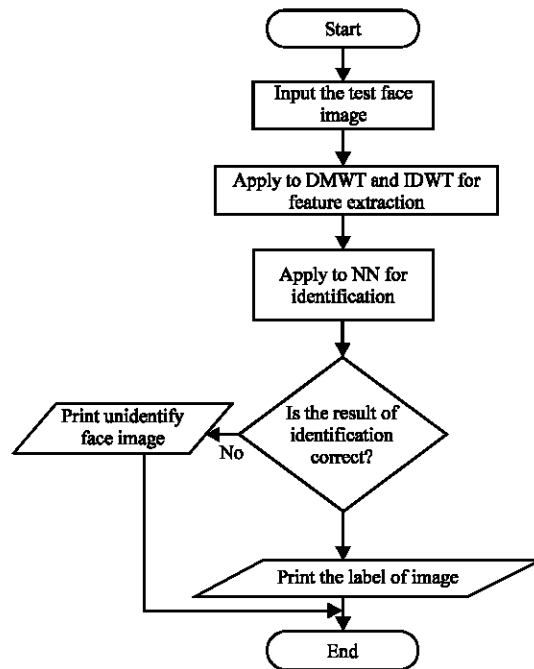 Start
Input the test face
image
Apply to DMWT and IDWT for
feature extraction
Apply to NN for
identification
Is the result of
identification
correct?
Print unidentify
face image
No
Print the label of image
End